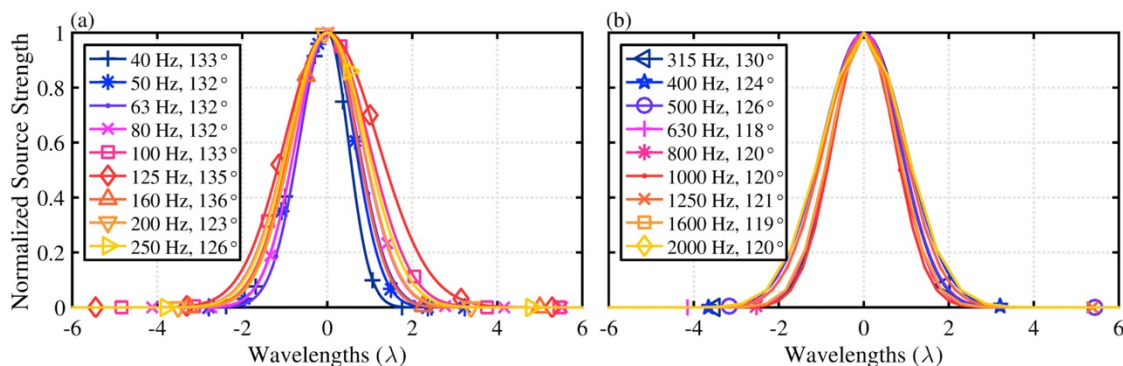 (a)
Normalized Source Strength
1
0.8
0.6
0.4
0.2
0
40 Hz, 133°
50 Hz, 132°
63 Hz, 132°
80 Hz, 132°
100 Hz, 133°
125 Hz, 135°
160 Hz, 136°
200 Hz, 123°
250 Hz, 126°
-6 -4 -2 0 2 4 6
Wavelengths (λ)
(b)
315 Hz, 130°
400 Hz, 124°
500 Hz, 126°
630 Hz, 118°
800 Hz, 120°
1000 Hz, 120°
1250 Hz, 121°
1600 Hz, 119°
2000 Hz, 120°
-6 -4 -2 0 2 4 6
Wavelengths (λ)